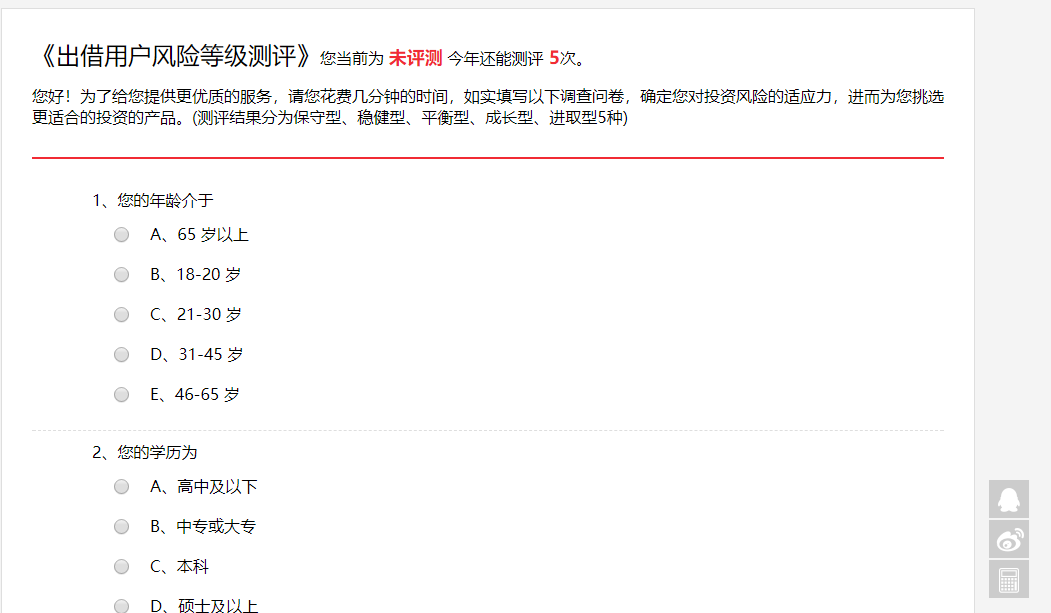 《出借用户风险等级测评》您当前为 未评测 今年还能测评 5次。
您好！为了给您提供更优质的服务，请您花费几分钟的时间，如实填写以下调查问卷，确定您对投资风险的适应力，进而为您挑选
更适合的投资的产品。(测评结果分为保守型、稳健型、平衡型、成长型、进取型5种)
1、您的年龄介于
A、65 岁以上
B、18-20 岁
C、21-30 岁
D、31-45 岁
E、46-65 岁
2、您的学历为
A、高中及以下
B、中专或大专
C、本科
D、硕士及以上